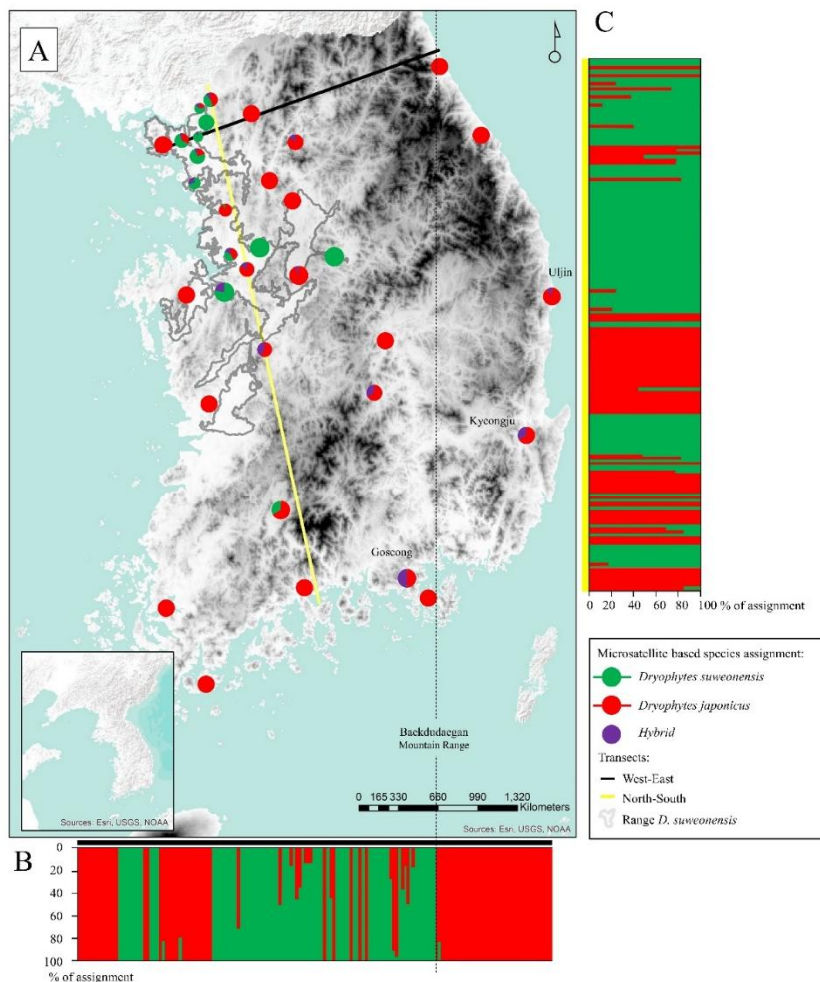 A
C
Uljin
Kyeongju
Goseong
Backdudaegan
Mountain Range
0 165 330 660 990 1,320
Kilometers
Sources: Esri, USGS, NOAA
Sources: Esri, USGS, NOAA
0 20 40 60 80 100 % of assignment
Microsatellite based species assignment:
Dryophytes suweonensis
Dryophytes japonicus
Hybrid
Transects:
West-East
North-South
Range D. suweonensis
B
0
20
40
60
80
100
% of assignment